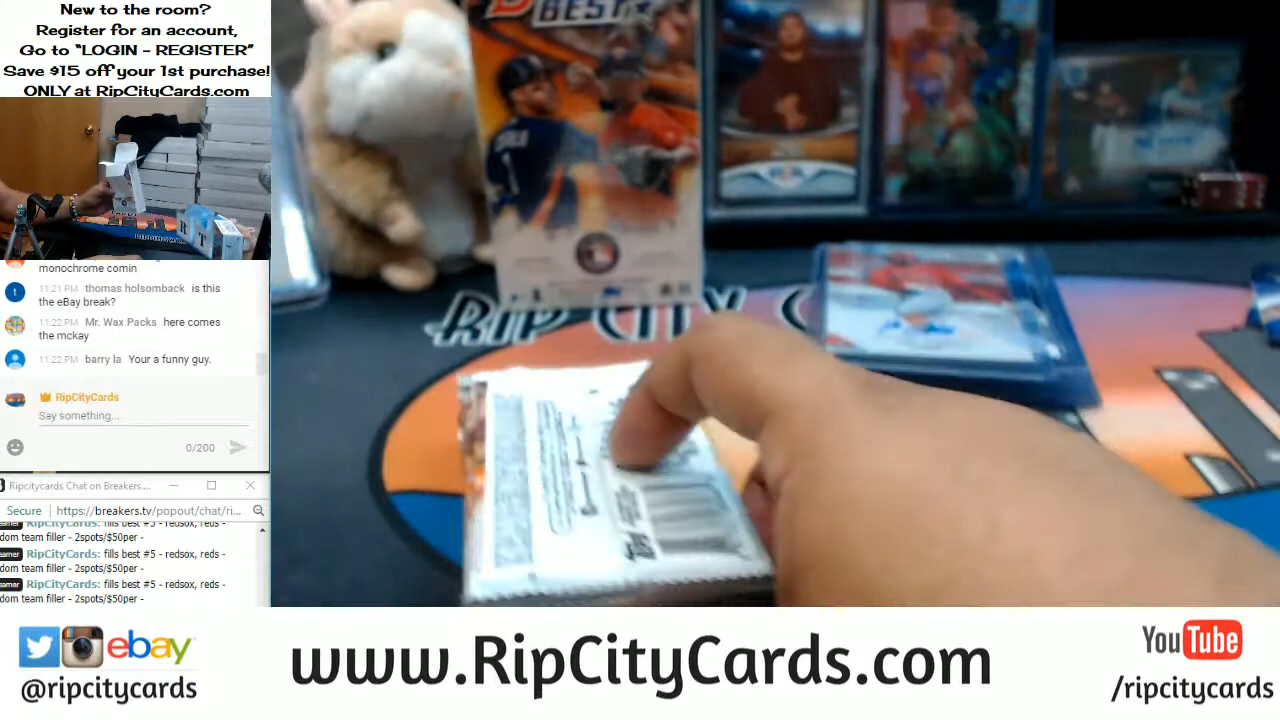 New to the room?
Register for an account,
Go to “LOGIN - REGISTER”
Save $15 off your 1st purchase!
ONLY at RipCityCards.com
monochrome comin
11:21 PM thomas holsomback is this
the eBay break?
11:22 PM Mr. Wax Packs here comes
the mckay
11:22 PM barry la Your a funny guy.
RipCityCards
Say something...
0/200
Ripcitycards Chat on Breakers....
Secure https://breakers.tv/popout/chat/ri...
RipCityCards: fills best #5 - redsox, reds -
dom team filler - 2spots/$50per -
eamer RipCityCards: fills best #5 - redsox, reds -
dom team filler - 2spots/$50per -
eamer RipCityCards: fills best #5 - redsox, reds -
dom team filler - 2spots/$50per -
BEST
RIP CITY C
R T
ebay
@ripcitycards
www.RipCityCards.com
YouTube
/ripcitycards